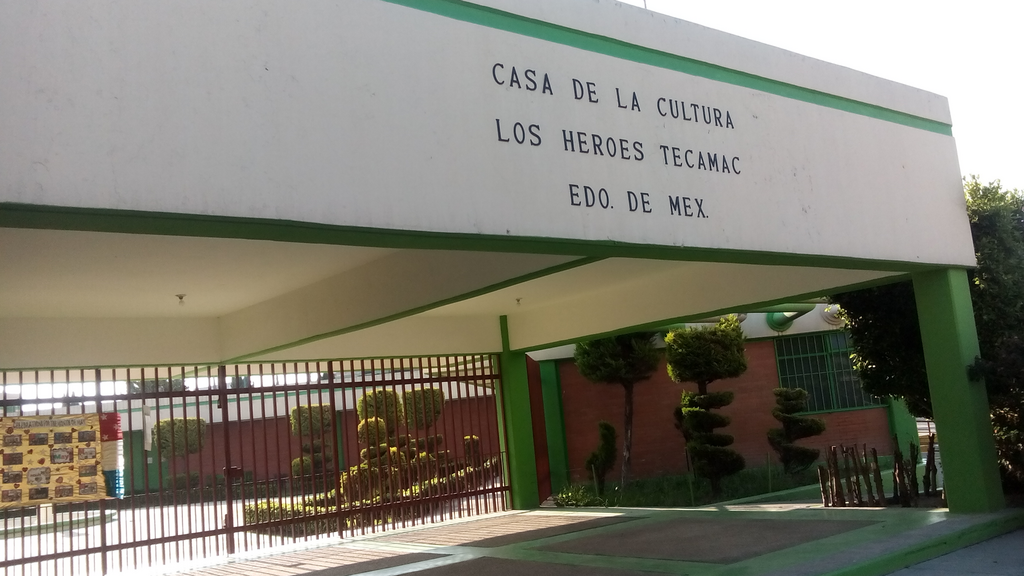 CASA DE LA CULTURA
LOS HEROES TECAMAC
EDO. DE MEX.